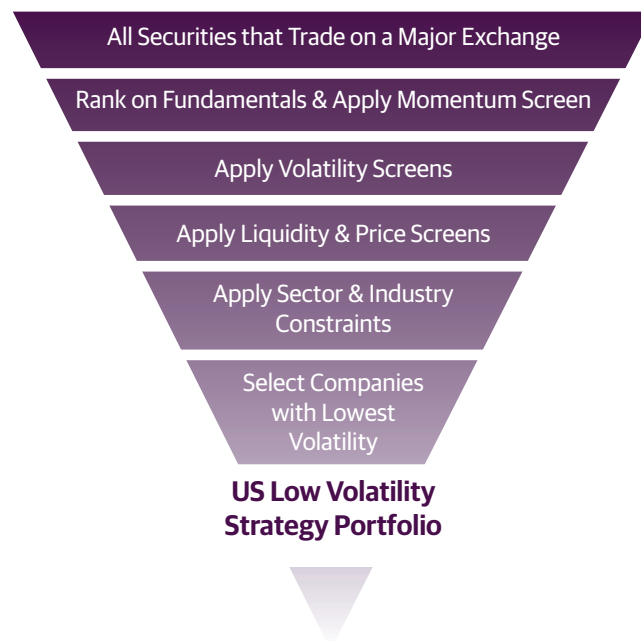 All Securities that Trade on a Major Exchange
Rank on Fundamentals & Apply Momentum Screen
Apply Volatility Screens
Apply Liquidity & Price Screens
Apply Sector & Industry
Constraints
Select Companies
with Lowest
Volatility
US Low Volatility
Strategy Portfolio